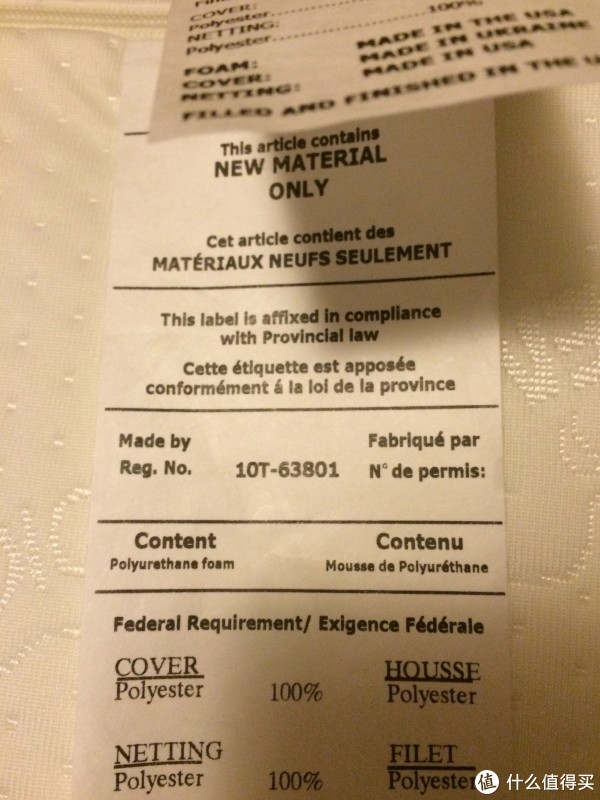 COVER:
Polyester....................100%
NETTING:
Polyester
FOAM: MADE IN THE USA
COVER: MADE IN UKRAINE
NETTING: MADE IN USA
FILLED AND FINISHED IN THE U
This article contains
NEW MATERIAL
ONLY
Cet article contient des
MATÉRIAUX NEUFS SEULEMENT
This label is affixed in compliance
with Provincial law
Cette étiquette est apposée
conformément á la loi de la province
Made by Fabriqué par
Reg. No. 10T-63801 N° de permis:
Content Contenu
Polyurethane foam Mousse de Polyuréthane
Federal Requirement/ Exigence Fédérale
COVER HOUSSE
Polyester 100% Polyester
NETTING FILET
Polyester 100% Polyester
值 什么值得买